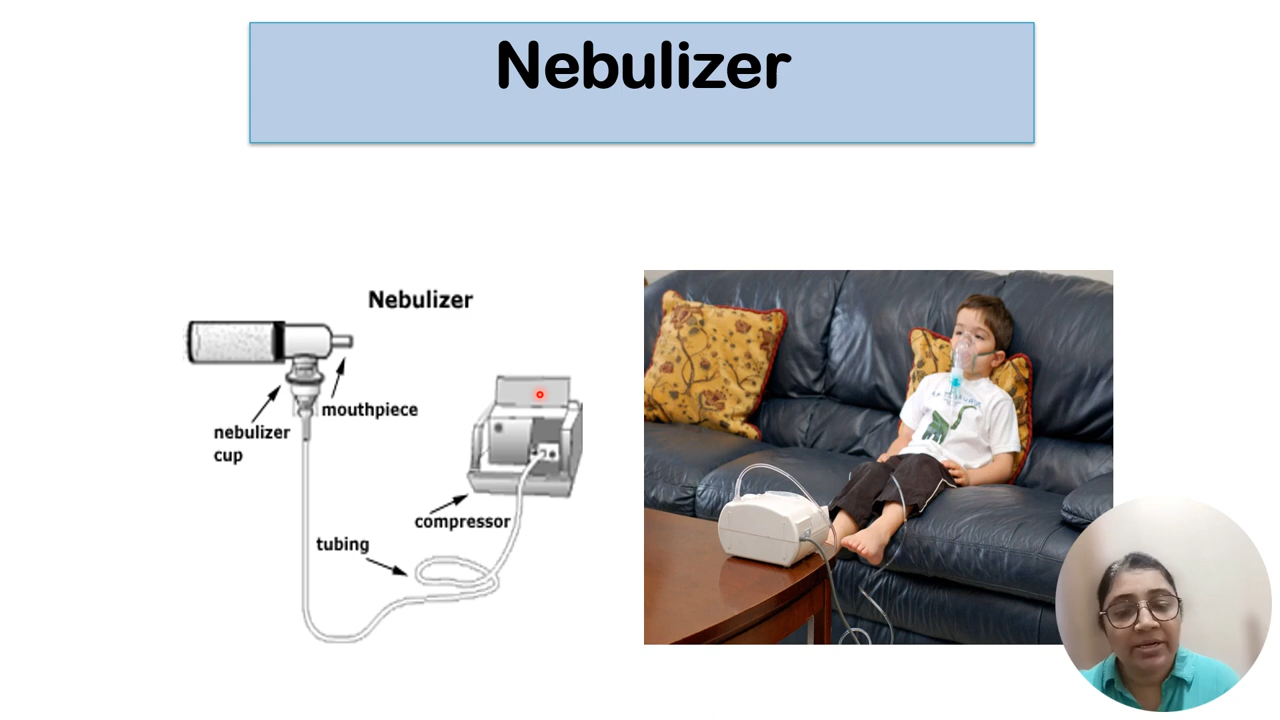 Nebulizer
Nebulizer
mouthpiece
nebulizer
cup
compressor
tubing